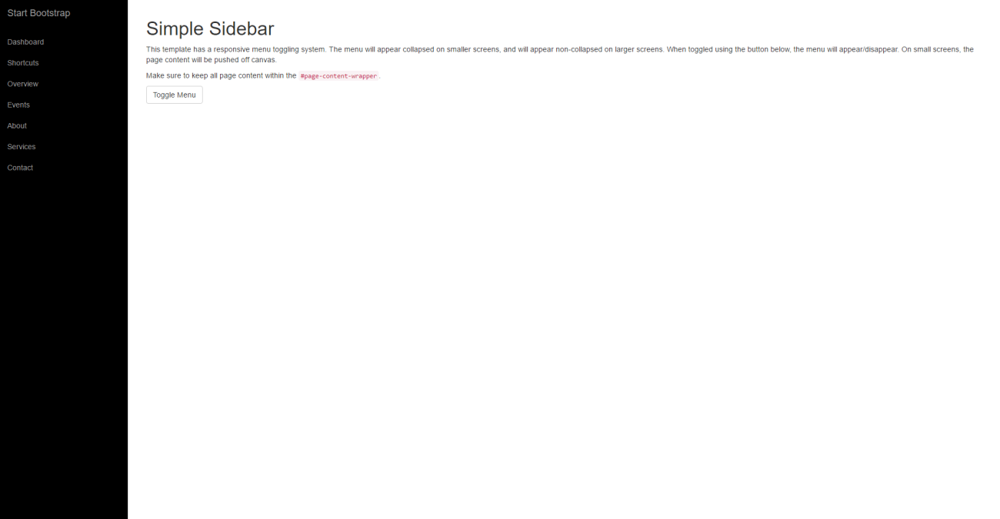 Start Bootstrap
Dashboard
Shortcuts
Overview
Events
About
Services
Contact
Simple Sidebar
This template has a responsive menu toggling system. The menu will appear collapsed on smaller screens, and will appear non-collapsed on larger screens. When toggled using the button below, the menu will appear/disappear. On small screens, the
page content will be pushed off canvas.
Make sure to keep all page content within the #page-content-wrapper.
Toggle Menu